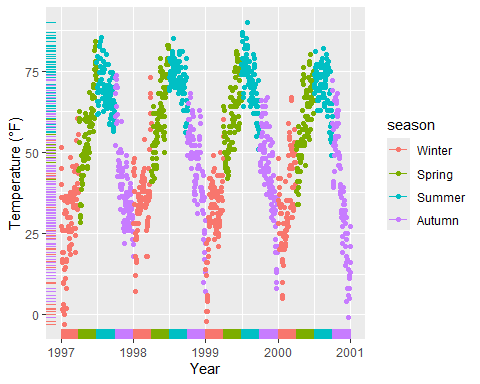 Temperature (°F)
75
50
25
0
1997
1998
1999
2000
2001
Year
season
Winter
Spring
Summer
Autumn